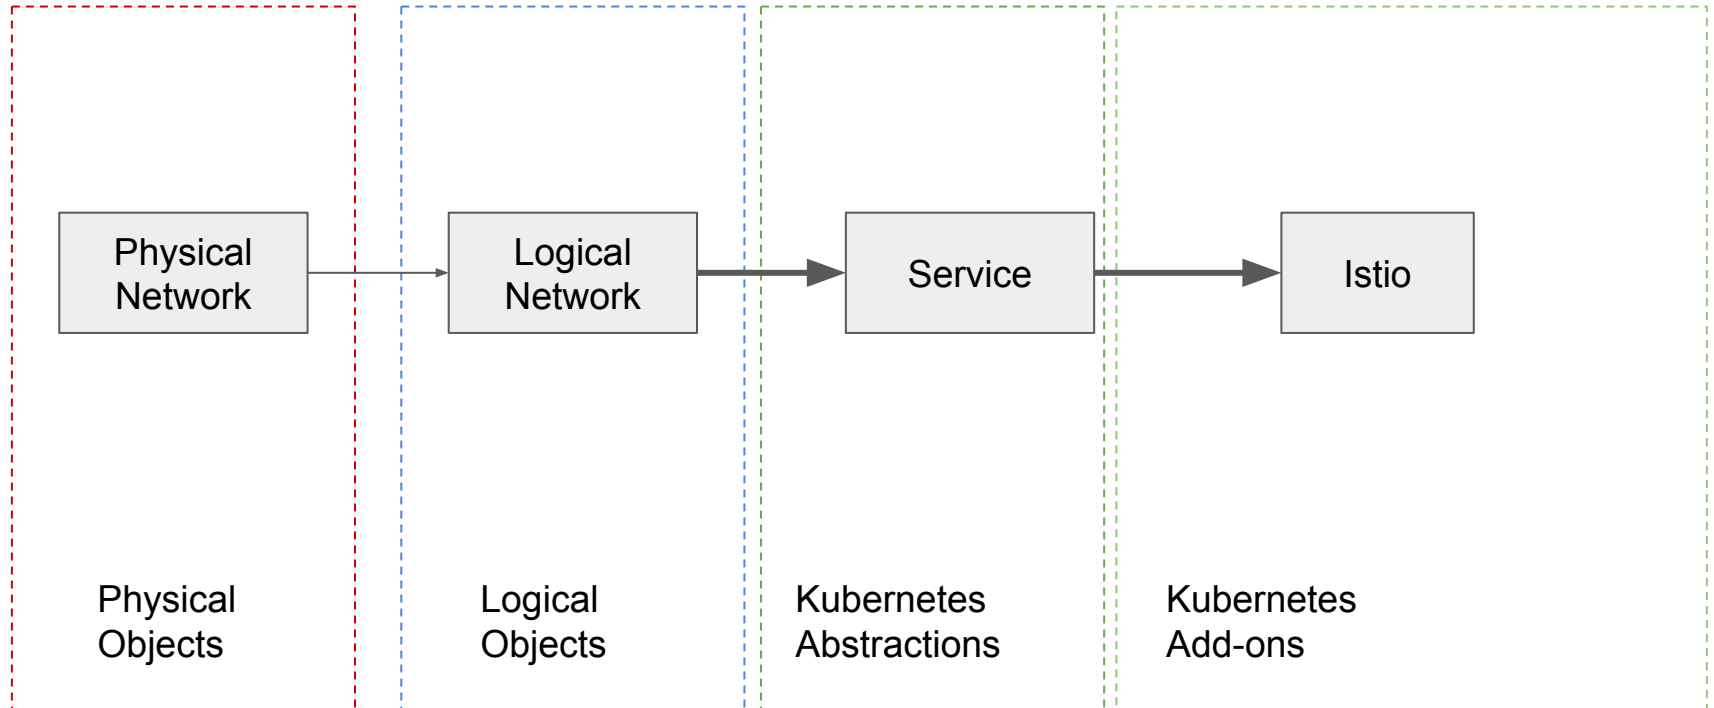 Physical
Network
Logical
Network
Service
Istio
Physical
Objects
Logical
Objects
Kubernetes
Abstractions
Kubernetes
Add-ons